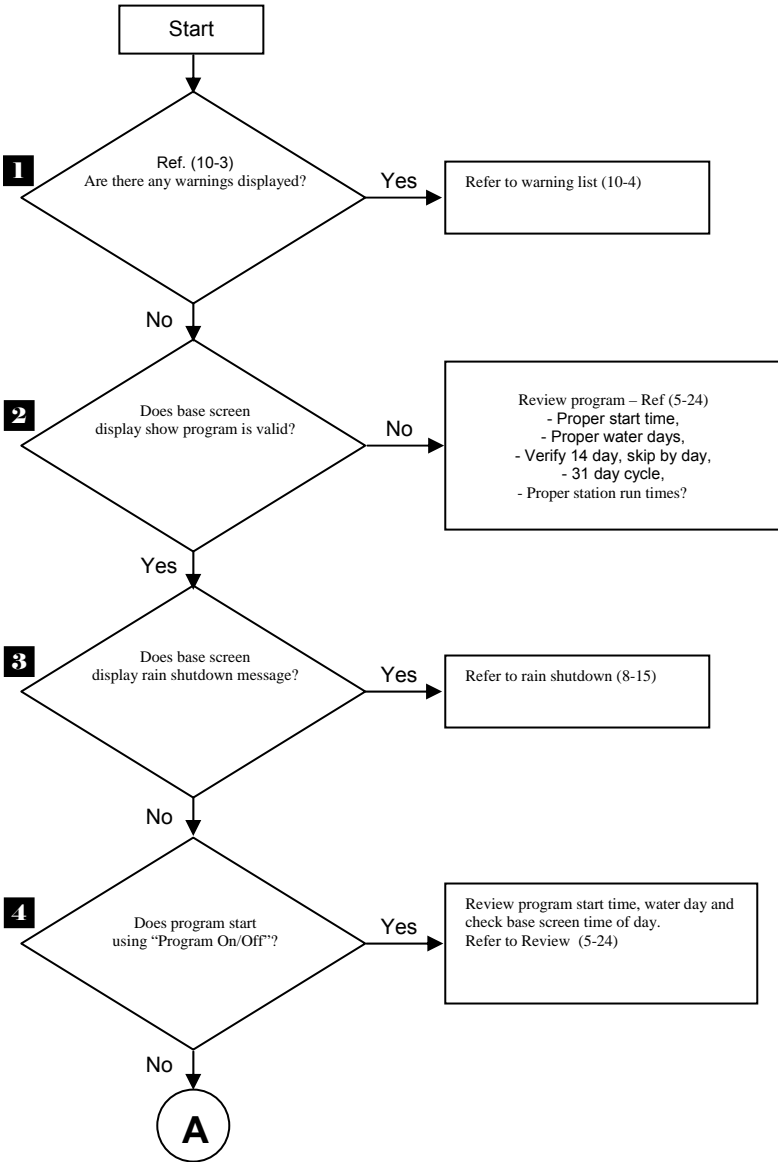 Start
1
Ref. (10-3)
Are there any warnings displayed?
Yes
Refer to warning list (10-4)
No
2
Does base screen
display show program is valid?
No
Review program – Ref (5-24)
- Proper start time,
- Proper water days,
- Verify 14 day, skip by day,
- 31 day cycle,
- Proper station run times?
Yes
3
Does base screen
display rain shutdown message?
Yes
Refer to rain shutdown (8-15)
No
4
Does program start
using “Program On/Off”?
Yes
Review program start time, water day and
check base screen time of day.
Refer to Review (5-24)
No
A